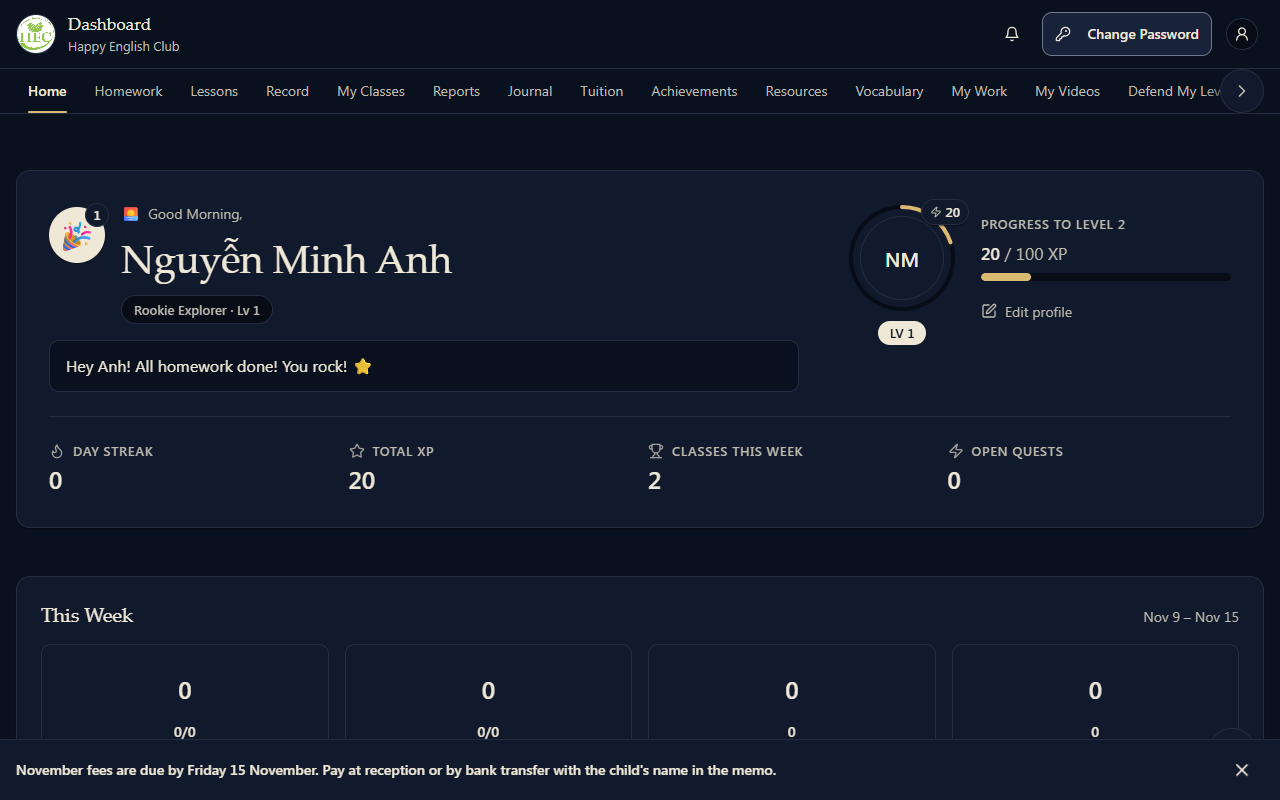 HEC
Dashboard
Happy English Club
Change Password
Home
Homework
Lessons
Record
My Classes
Reports
Journal
Tuition
Achievements
Resources
Vocabulary
My Work
My Videos
Defend My Lev
1
Good Morning,
Nguyễn Minh Anh
Rookie Explorer · Lv 1
Hey Anh! All homework done! You rock!
20
NM
LV 1
PROGRESS TO LEVEL 2
20 / 100 XP
Edit profile
DAY STREAK
0
TOTAL XP
20
CLASSES THIS WEEK
2
OPEN QUESTS
0
This Week
Nov 9 – Nov 15
0
0/0
0
0/0
0
0
0
0
November fees are due by Friday 15 November. Pay at reception or by bank transfer with the child's name in the memo.